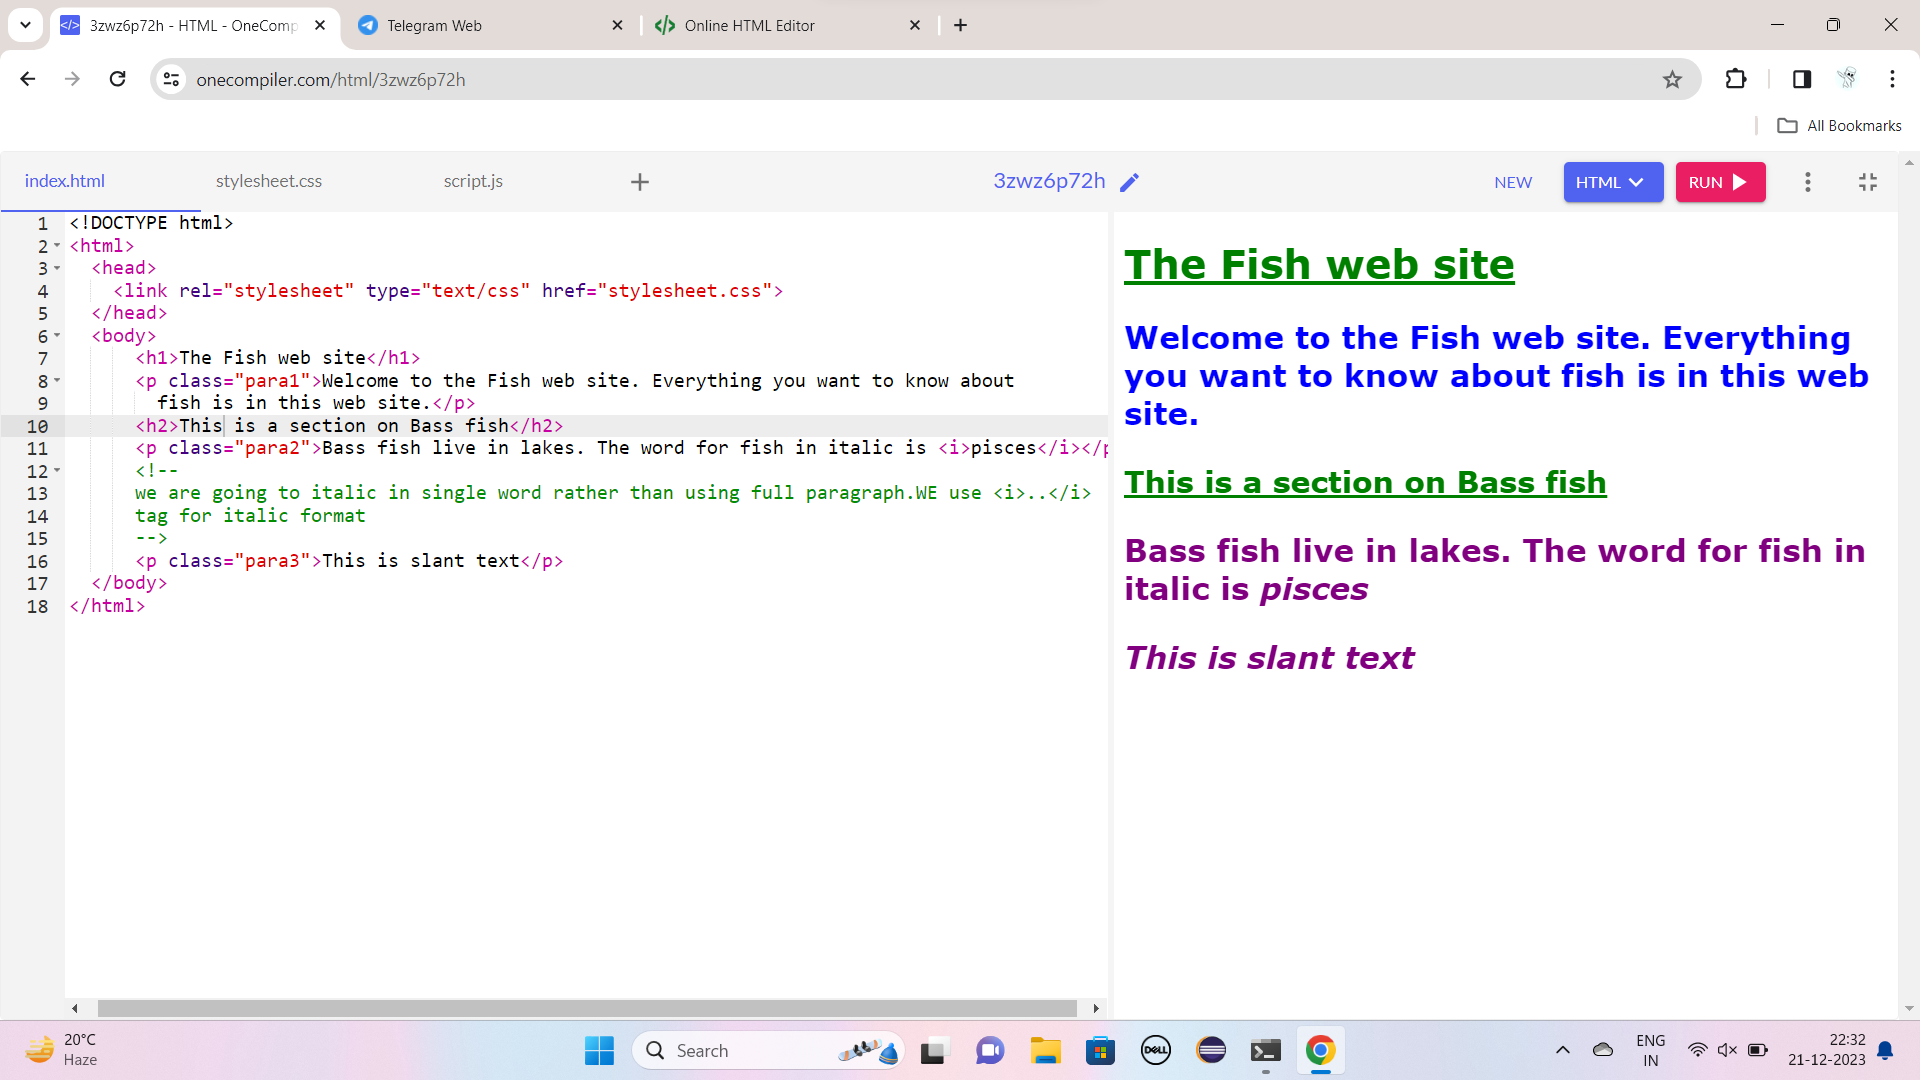 3zwz6p72h - HTML - OneComp
Telegram Web
Online HTML Editor
onecompiler.com/html/3zwz6p72h
All Bookmarks
index.html
stylesheet.css
script.js
3zwz6p72h
NEW
HTML
RUN
1 <!DOCTYPE html>
2 <html>
3 <head>
4 <link rel="stylesheet" type="text/css" href="stylesheet.css">
5 </head>
6 <body>
7 <h1>The Fish web site</h1>
8 <p class="para1">Welcome to the Fish web site. Everything you want to know about
9 fish is in this web site.</p>
10 <h2>This is a section on Bass fish</h2>
11 <p class="para2">Bass fish live in lakes. The word for fish in italic is <i>pisces</i></p
12 <!--
13 we are going to italic in single word rather than using full paragraph.WE use <i>..</i>
14 tag for italic format
15 -->
16 <p class="para3">This is slant text</p>
17 </body>
18 </html>
The Fish web site
Welcome to the Fish web site. Everything
you want to know about fish is in this web
site.
This is a section on Bass fish
Bass fish live in lakes. The word for fish in
italic is pisces
This is slant text
20°C
Haze
Search
DELL
ENG
IN
22:32
21-12-2023